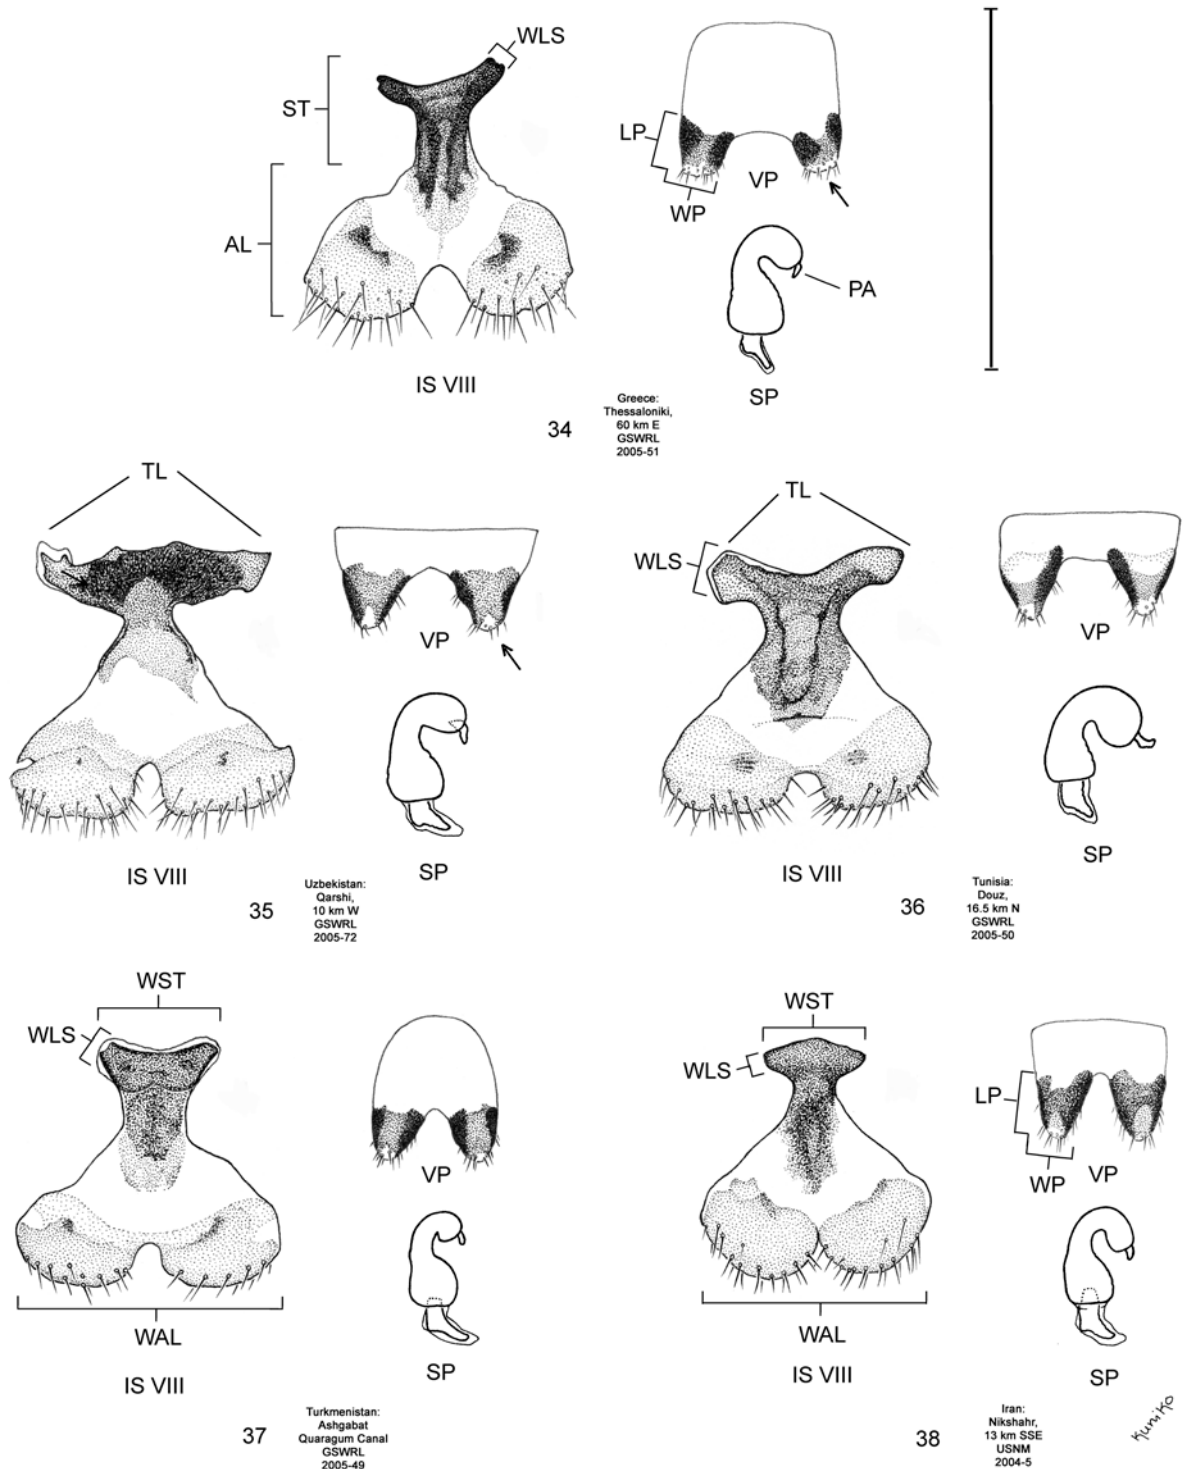 WLS
ST
LP
VP
WP
AL
PA
IS VIII
SP
34
Greece:
Thessaloniki,
60 km E
GSWRL
2005-51
TL
VP
IS VIII
SP
35
Uzbekistan:
Qarshi,
10 km W
GSWRL
2005-72
TL
WLS
VP
IS VIII
SP
36
Tunisia:
Douz,
16.5 km N
GSWRL
2005-50
WST
WLS
VP
WAL
SP
IS VIII
37
Turkmenistan:
Ashgabat
Quaragum Canal
GSWRL
2005-49
WST
WLS
LP
WP
VP
WAL
IS VIII
SP
38
Iran:
Nikshahr,
13 km SSE
USNM
2004-5
Kuniko